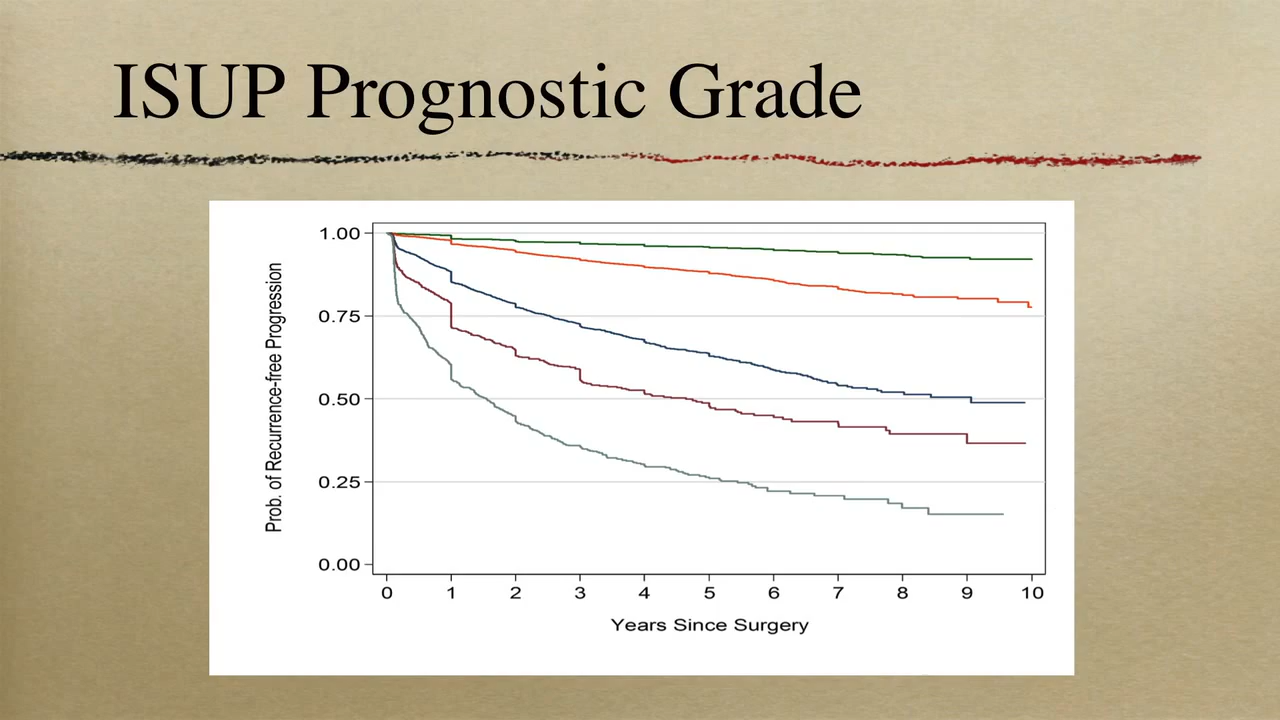 ISUP Prognostic Grade
Prob. of Recurrence-free Progression
1.00
0.75
0.50
0.25
0.00
0 1 2 3 4 5 6 7 8 9 10
Years Since Surgery